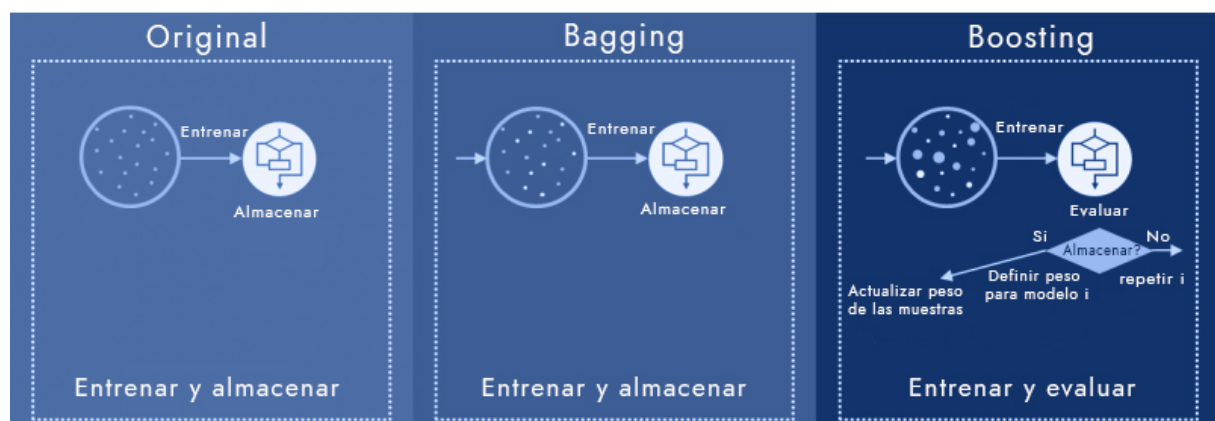 Original
Entrenar
Almacenar
Entrenar y almacenar
Bagging
Entrenar
Almacenar
Entrenar y almacenar
Boosting
Entrenar
Evaluar
Si
Almacenar?
No
Actualizar peso
de las muestras
Definir peso
para modelo i
repetir i
Entrenar y evaluar